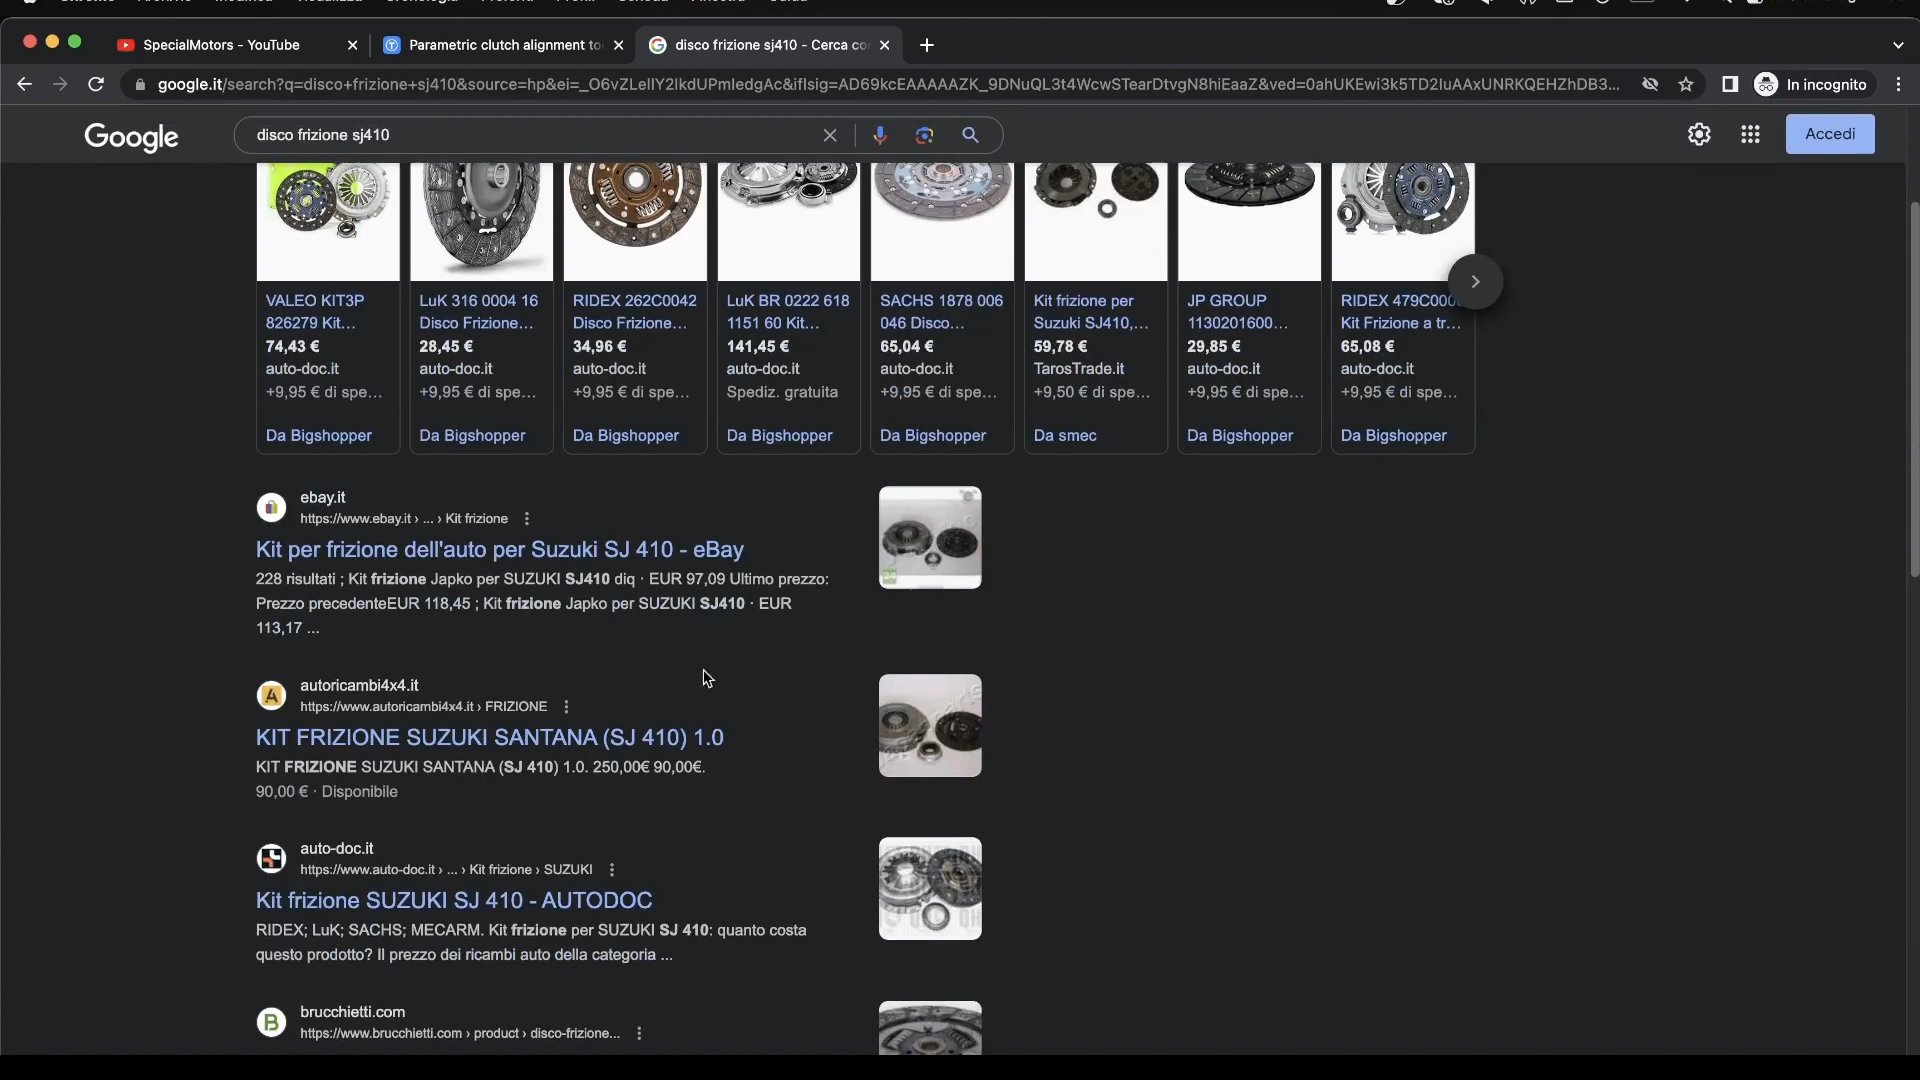 SpecialMotors - YouTube
Parametric clutch alignment to
disco frizione sj410 - Cerca co
google.it/search?q=disco+frizione+sj410&source=hp&ei=_O6vZLelIY2lkdUPmIedgAc&iflsig=AD69kcEAAAAAZK_9DNuQL3t4WcwSTearDtvgN8hiEaaZ&ved=0ahUKEwi3k5TD2IuAAxUNRKQEHZhDB3...
In incognito
Google
disco frizione sj410
Accedi
VALEO KIT3P
826279 Kit...
74,43 €
auto-doc.it
+9,95 € di spe...
Da Bigshopper
LuK 316 0004 16
Disco Frizione...
28,45 €
auto-doc.it
+9,95 € di spe...
Da Bigshopper
RIDEX 262C0042
Disco Frizione...
34,96 €
auto-doc.it
+9,95 € di spe...
Da Bigshopper
LuK BR 0222 618
1151 60 Kit...
141,45 €
auto-doc.it
Spediz. gratuita
Da Bigshopper
SACHS 1878 006
046 Disco...
65,04 €
auto-doc.it
+9,95 € di spe...
Da Bigshopper
Kit frizione per
Suzuki SJ410,...
59,78 €
TarosTrade.it
+9,50 € di spe...
Da smec
JP GROUP
1130201600...
29,85 €
auto-doc.it
+9,95 € di spe...
Da Bigshopper
RIDEX 479C000
Kit Frizione a tr...
65,08 €
auto-doc.it
+9,95 € di spe...
Da Bigshopper
ebay.it
https://www.ebay.it › ... › Kit frizione
Kit per frizione dell'auto per Suzuki SJ 410 - eBay
228 risultati ; Kit frizione Japko per SUZUKI SJ410 diq · EUR 97,09 Ultimo prezzo:
Prezzo precedenteEUR 118,45 ; Kit frizione Japko per SUZUKI SJ410 · EUR
113,17 ...
autoricambi4x4.it
https://www.autoricambi4x4.it › FRIZIONE
KIT FRIZIONE SUZUKI SANTANA (SJ 410) 1.0
KIT FRIZIONE SUZUKI SANTANA (SJ 410) 1.0. 250,00€ 90,00€.
90,00 € · Disponibile
auto-doc.it
https://www.auto-doc.it › ... › Kit frizione › SUZUKI
Kit frizione SUZUKI SJ 410 - AUTODOC
RIDEX; LuK; SACHS; MECARM. Kit frizione per SUZUKI SJ 410: quanto costa
questo prodotto? Il prezzo dei ricambi auto della categoria ...
brucchietti.com
https://www.brucchietti.com › product › disco-frizione...